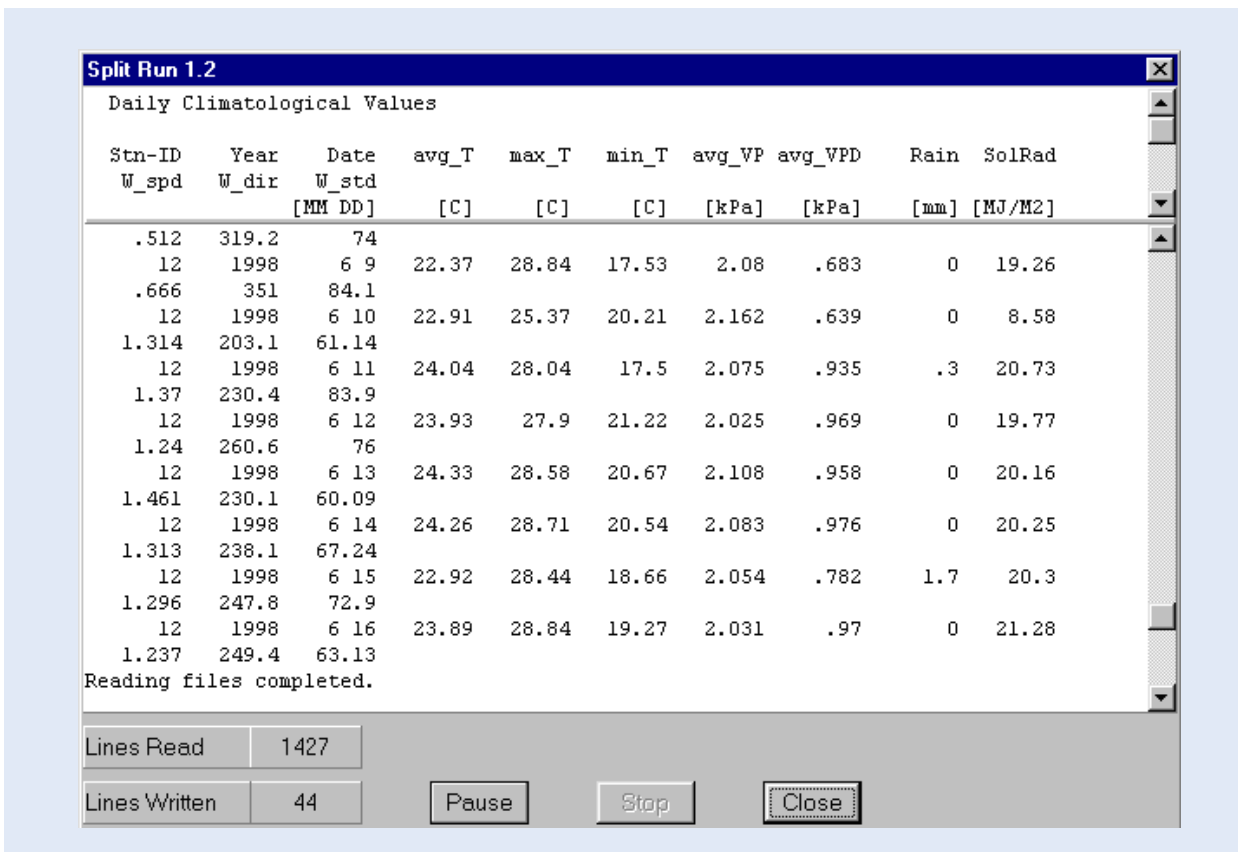 Split Run 1.2
Daily Climatological Values
Stn-ID Year Date avg_T max_T min_T avg_VP avg_VPD Rain SolRad
W_spd W_dir W_std
[MM DD] [C] [C] [C] [kPa] [kPa] [mm] [MJ/M2]
.512 319.2 74
12 1998 6 9 22.37 28.84 17.53 2.08 .683 0 19.26
.666 351 84.1
12 1998 6 10 22.91 25.37 20.21 2.162 .639 0 8.58
1.314 203.1 61.14
12 1998 6 11 24.04 28.04 17.5 2.075 .935 .3 20.73
1.37 230.4 83.9
12 1998 6 12 23.93 27.9 21.22 2.025 .969 0 19.77
1.24 260.6 76
12 1998 6 13 24.33 28.58 20.67 2.108 .958 0 20.16
1.461 230.1 60.09
12 1998 6 14 24.26 28.71 20.54 2.083 .976 0 20.25
1.313 238.1 67.24
12 1998 6 15 22.92 28.44 18.66 2.054 .782 1.7 20.3
1.296 247.8 72.9
12 1998 6 16 23.89 28.84 19.27 2.031 .97 0 21.28
1.237 249.4 63.13
Reading files completed.
Lines Read 1427
Lines Written 44 Pause Stop Close